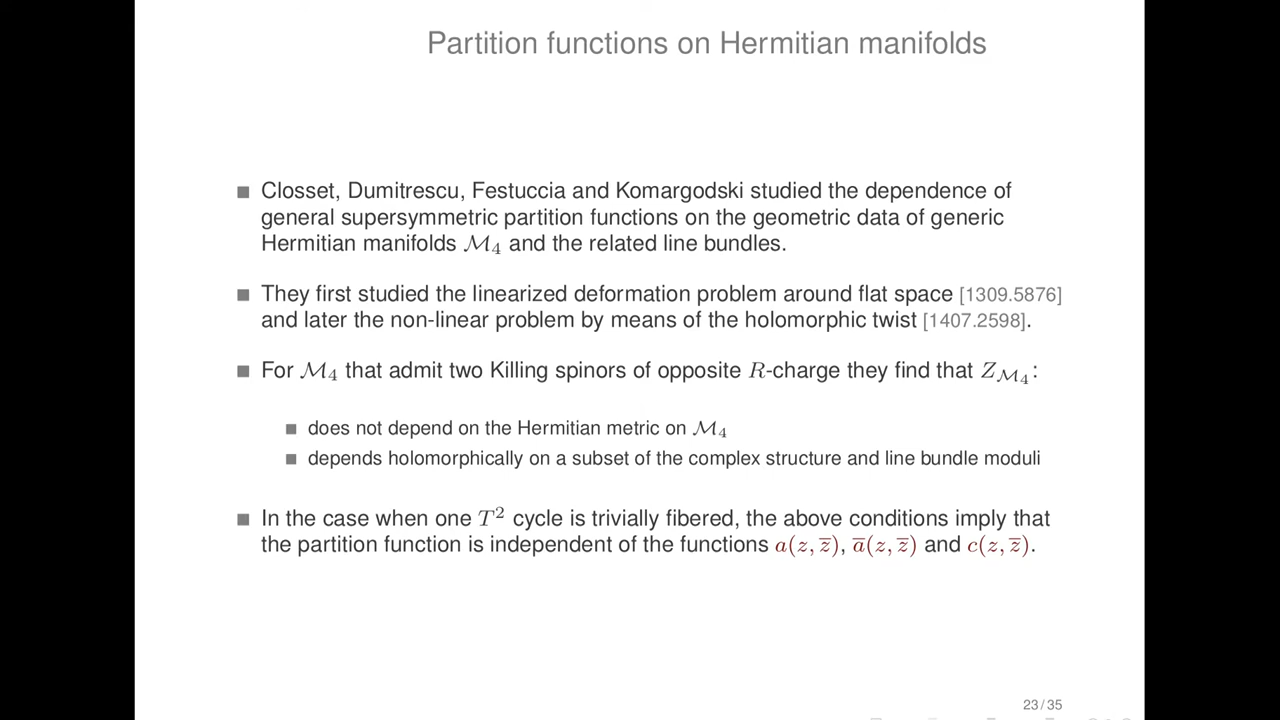 Partition functions on Hermitian manifolds
■ Closset, Dumitrescu, Festuccia and Komargodski studied the dependence of
general supersymmetric partition functions on the geometric data of generic
Hermitian manifolds ℳ₄ and the related line bundles.
■ They first studied the linearized deformation problem around flat space [1309.5876]
and later the non-linear problem by means of the holomorphic twist [1407.2598].
■ For ℳ₄ that admit two Killing spinors of opposite R-charge they find that Z_ℳ₄:
■ does not depend on the Hermitian metric on ℳ₄
■ depends holomorphically on a subset of the complex structure and line bundle moduli
■ In the case when one T² cycle is trivially fibered, the above conditions imply that
the partition function is independent of the functions a(z, z̄), ā(z, z̄) and c(z, z̄).
23 / 35